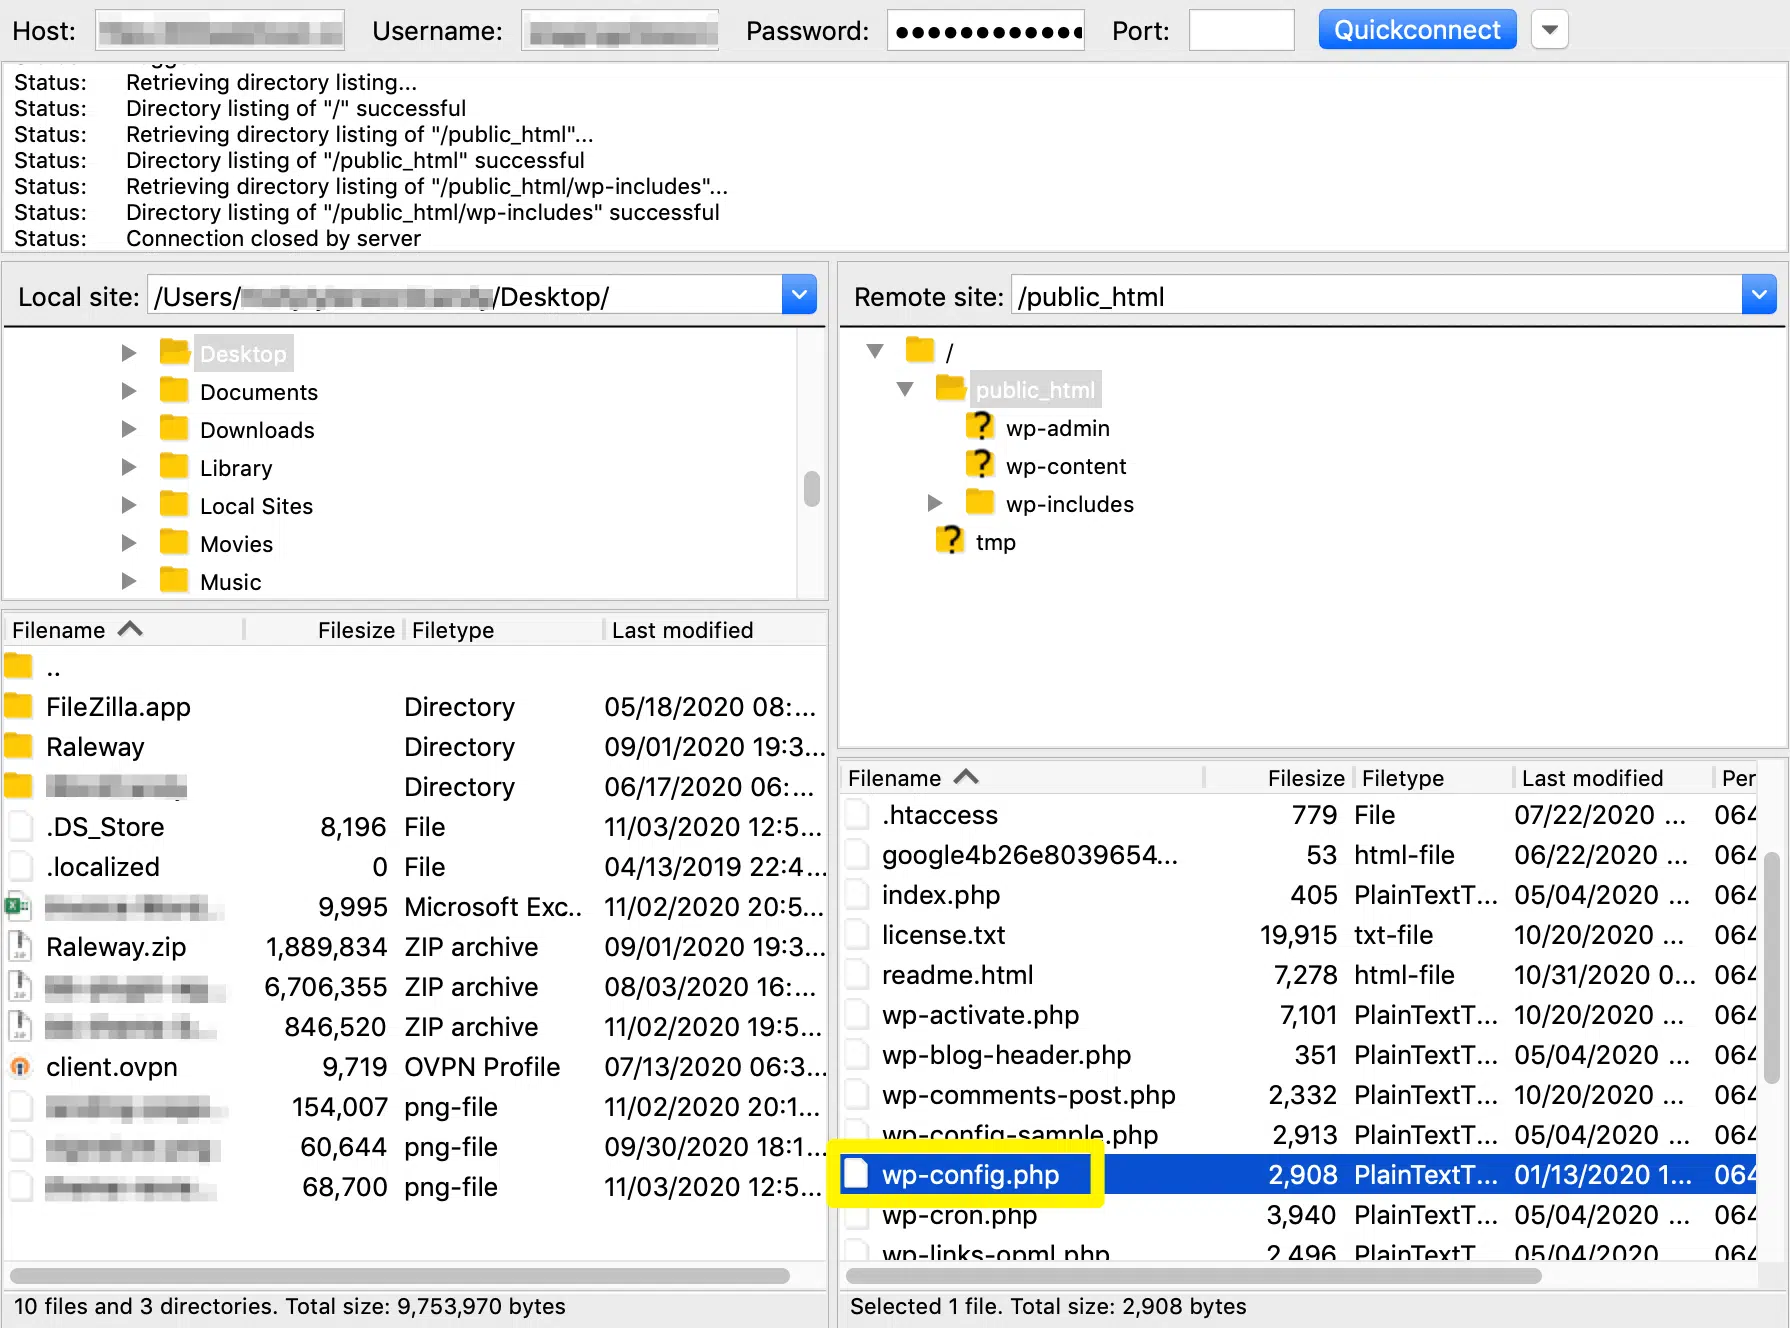 Host: Username: Password: ●●●●●●●●●●●● Port: Quickconnect
Status: Retrieving directory listing...
Status: Directory listing of "/" successful
Status: Retrieving directory listing of "/public_html"...
Status: Directory listing of "/public_html" successful
Status: Retrieving directory listing of "/public_html/wp-includes"...
Status: Directory listing of "/public_html/wp-includes" successful
Status: Connection closed by server
Local site: /Users/ /Desktop/
Desktop
Documents
Downloads
Library
Local Sites
Movies
Music
Filename Filesize Filetype Last modified
..
FileZilla.app Directory 05/18/2020 08:...
Raleway Directory 09/01/2020 19:3...
Directory 06/17/2020 06:...
.DS_Store 8,196 File 11/03/2020 12:5...
.localized 0 File 04/13/2019 22:4...
9,995 Microsoft Exc.. 11/02/2020 20:5...
Raleway.zip 1,889,834 ZIP archive 09/01/2020 19:3...
6,706,355 ZIP archive 08/03/2020 16:...
846,520 ZIP archive 11/02/2020 19:5...
client.ovpn 9,719 OVPN Profile 07/13/2020 06:3...
154,007 png-file 11/02/2020 20:1...
60,644 png-file 09/30/2020 18:1...
68,700 png-file 11/03/2020 12:5...
10 files and 3 directories. Total size: 9,753,970 bytes
Remote site: /public_html
/
public_html
? wp-admin
? wp-content
wp-includes
? tmp
Filename Filesize Filetype Last modified Per
.htaccess 779 File 07/22/2020 ... 064
google4b26e8039654... 53 html-file 06/22/2020 ... 064
index.php 405 PlainTextT... 05/04/2020 ... 064
license.txt 19,915 txt-file 10/20/2020 ... 064
readme.html 7,278 html-file 10/31/2020 0... 064
wp-activate.php 7,101 PlainTextT... 10/20/2020 ... 064
wp-blog-header.php 351 PlainTextT... 05/04/2020 ... 064
wp-comments-post.php 2,332 PlainTextT... 10/20/2020 ... 064
wp-config-sample.php 2,913 PlainTextT... 05/04/2020 ... 064
wp-config.php 2,908 PlainTextT... 01/13/2020 1... 064
wp-cron.php 3,940 PlainTextT... 05/04/2020 ... 064
wp-links-opml.php 2,496 PlainTextT... 05/04/2020 ... 064
Selected 1 file. Total size: 2,908 bytes